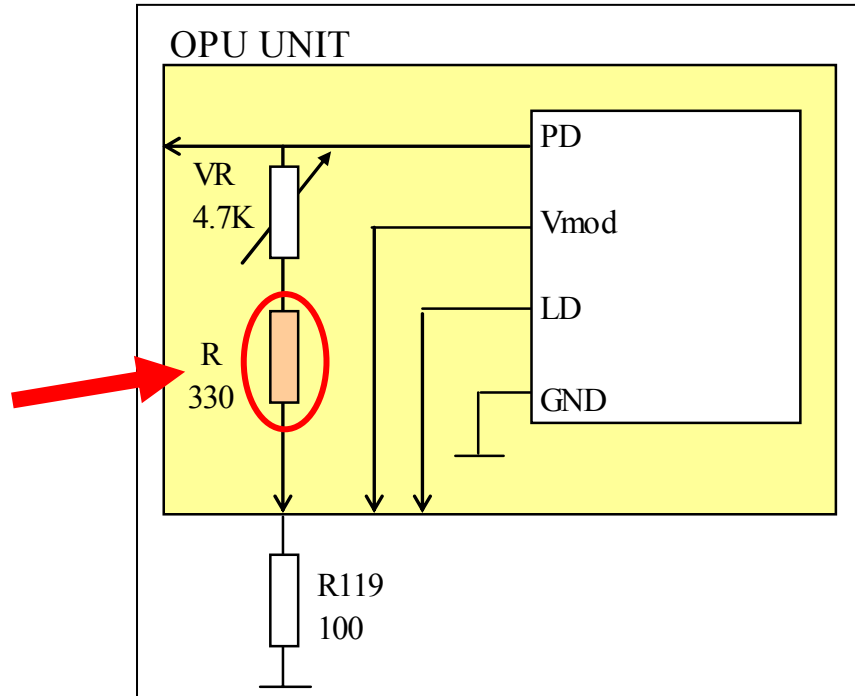 OPU UNIT
PD
VR
4.7K
Vmod
LD
R
330
GND
R119
100